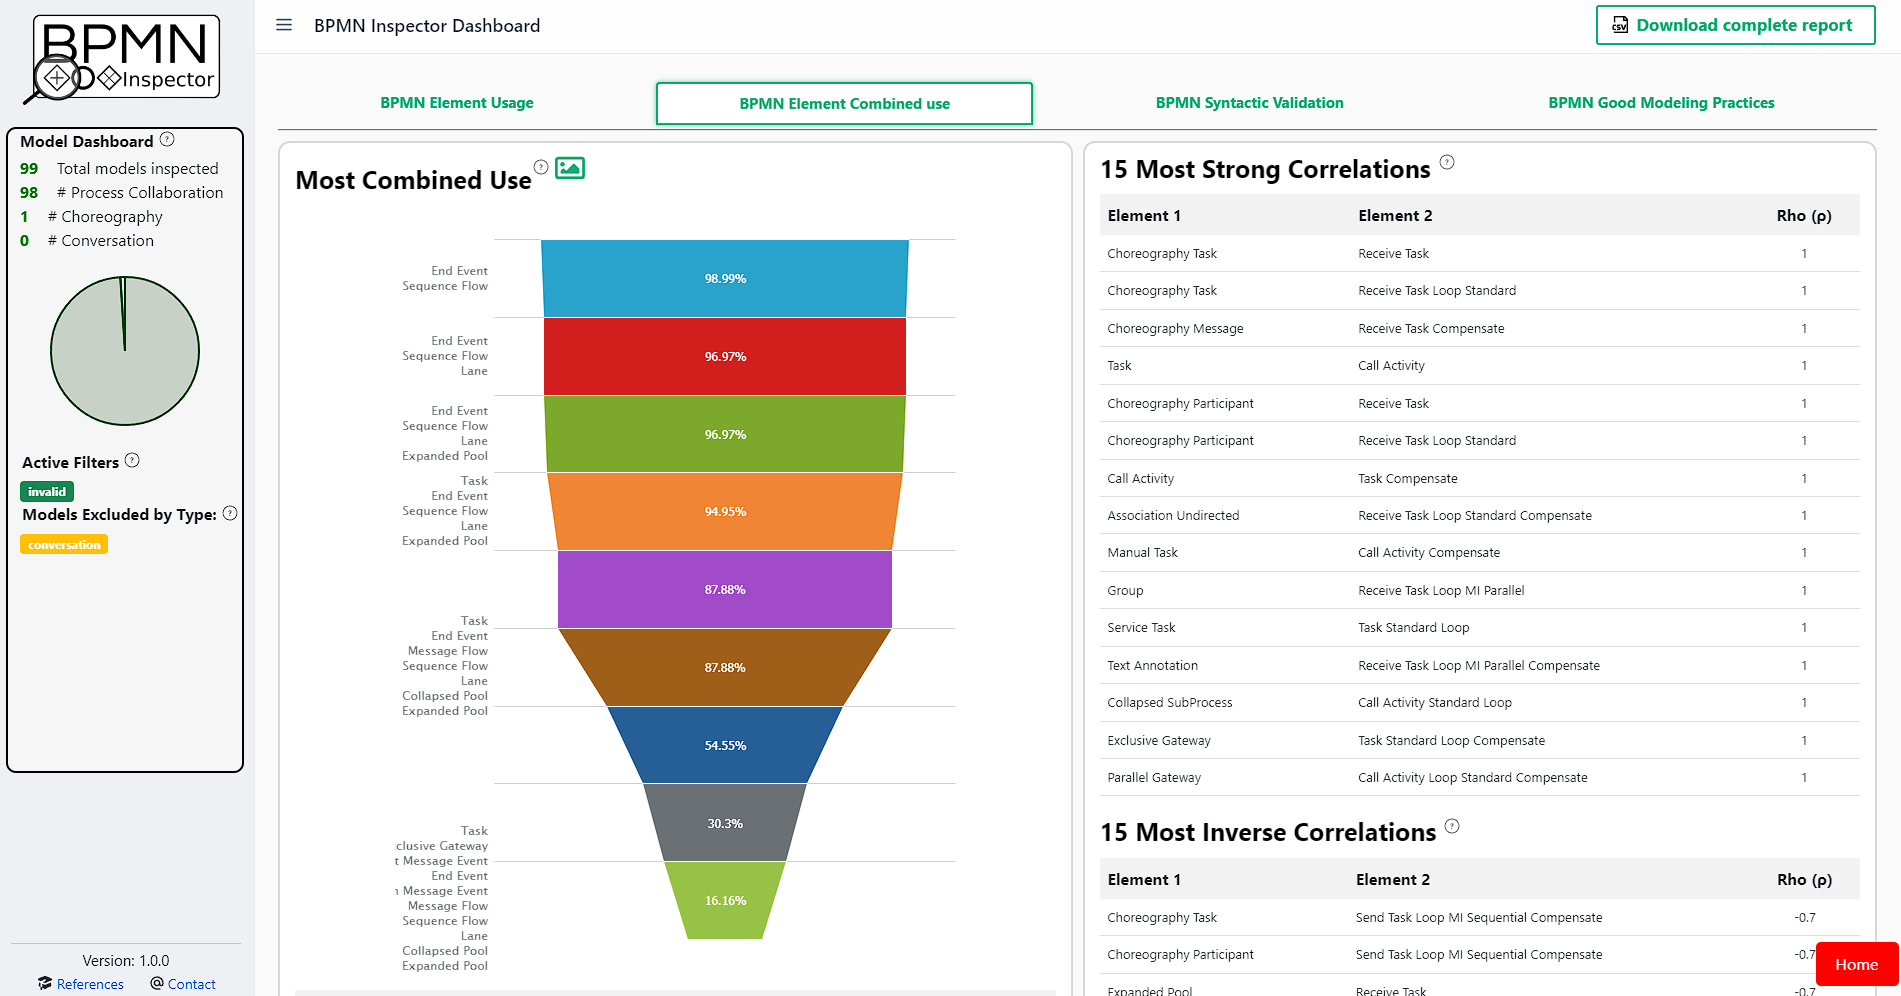 BPMN
Inspector
BPMN Inspector Dashboard
Download complete report
Model Dashboard
99 Total models inspected
98 # Process Collaboration
1 # Choreography
0 # Conversation
Active Filters
invalid
Models Excluded by Type:
conversation
Version: 1.0.0
References Contact
BPMN Element Usage
BPMN Element Combined use
BPMN Syntactic Validation
BPMN Good Modeling Practices
Most Combined Use
End Event
Sequence Flow
98.99%
End Event
Sequence Flow
Lane
96.97%
End Event
Sequence Flow
Lane
Expanded Pool
96.97%
Task
End Event
Sequence Flow
Lane
Expanded Pool
94.95%
87.88%
Task
End Event
Message Flow
Sequence Flow
Lane
Collapsed Pool
Expanded Pool
87.88%
54.55%
30.3%
Task
clusive Gateway
t Message Event
End Event
Message Event
Message Flow
Sequence Flow
Lane
Collapsed Pool
Expanded Pool
16.16%
15 Most Strong Correlations
Element 1 Element 2 Rho (ρ)
Choreography Task Receive Task 1
Choreography Task Receive Task Loop Standard 1
Choreography Message Receive Task Compensate 1
Task Call Activity 1
Choreography Participant Receive Task 1
Choreography Participant Receive Task Loop Standard 1
Call Activity Task Compensate 1
Association Undirected Receive Task Loop Standard Compensate 1
Manual Task Call Activity Compensate 1
Group Receive Task Loop MI Parallel 1
Service Task Task Standard Loop 1
Text Annotation Receive Task Loop MI Parallel Compensate 1
Collapsed SubProcess Call Activity Standard Loop 1
Exclusive Gateway Task Standard Loop Compensate 1
Parallel Gateway Call Activity Loop Standard Compensate 1
15 Most Inverse Correlations
Element 1 Element 2 Rho (ρ)
Choreography Task Send Task Loop MI Sequential Compensate -0.7
Choreography Participant Send Task Loop MI Sequential Compensate -0.7
Expanded Pool Receive Task -0.7
Home